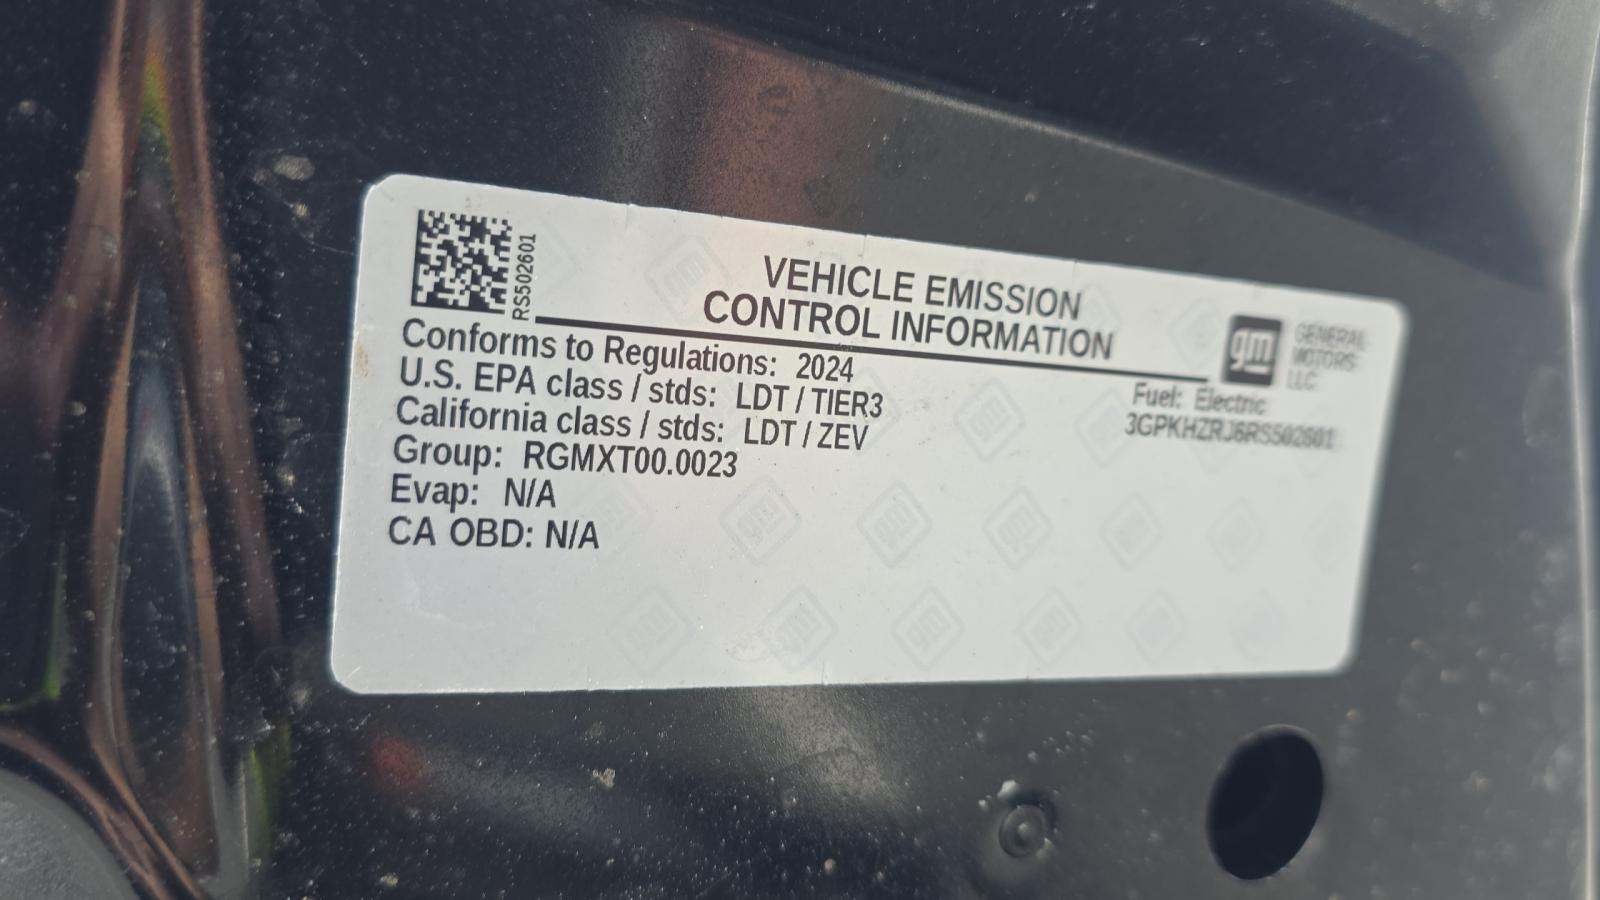 RS502601
VEHICLE EMISSION
CONTROL INFORMATION
gm GENERAL
MOTORS
LLC
Conforms to Regulations: 2024
U.S. EPA class / stds: LDT / TIER3
California class / stds: LDT / ZEV
Group: RGMXT00.0023
Evap: N/A
CA OBD: N/A
Fuel: Electric
3GPKHZRJ6RS502601